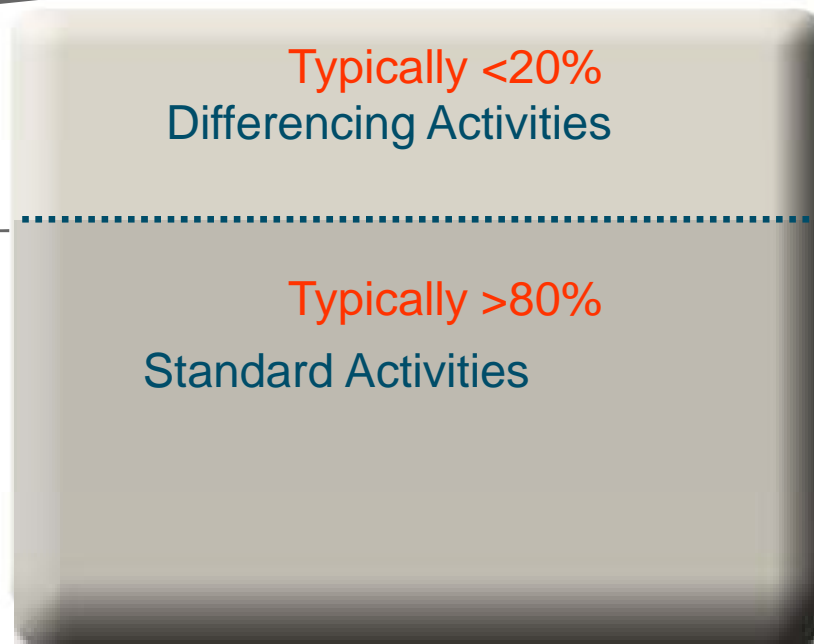 Typically <20%
Differencing Activities
Typically >80%
Standard Activities